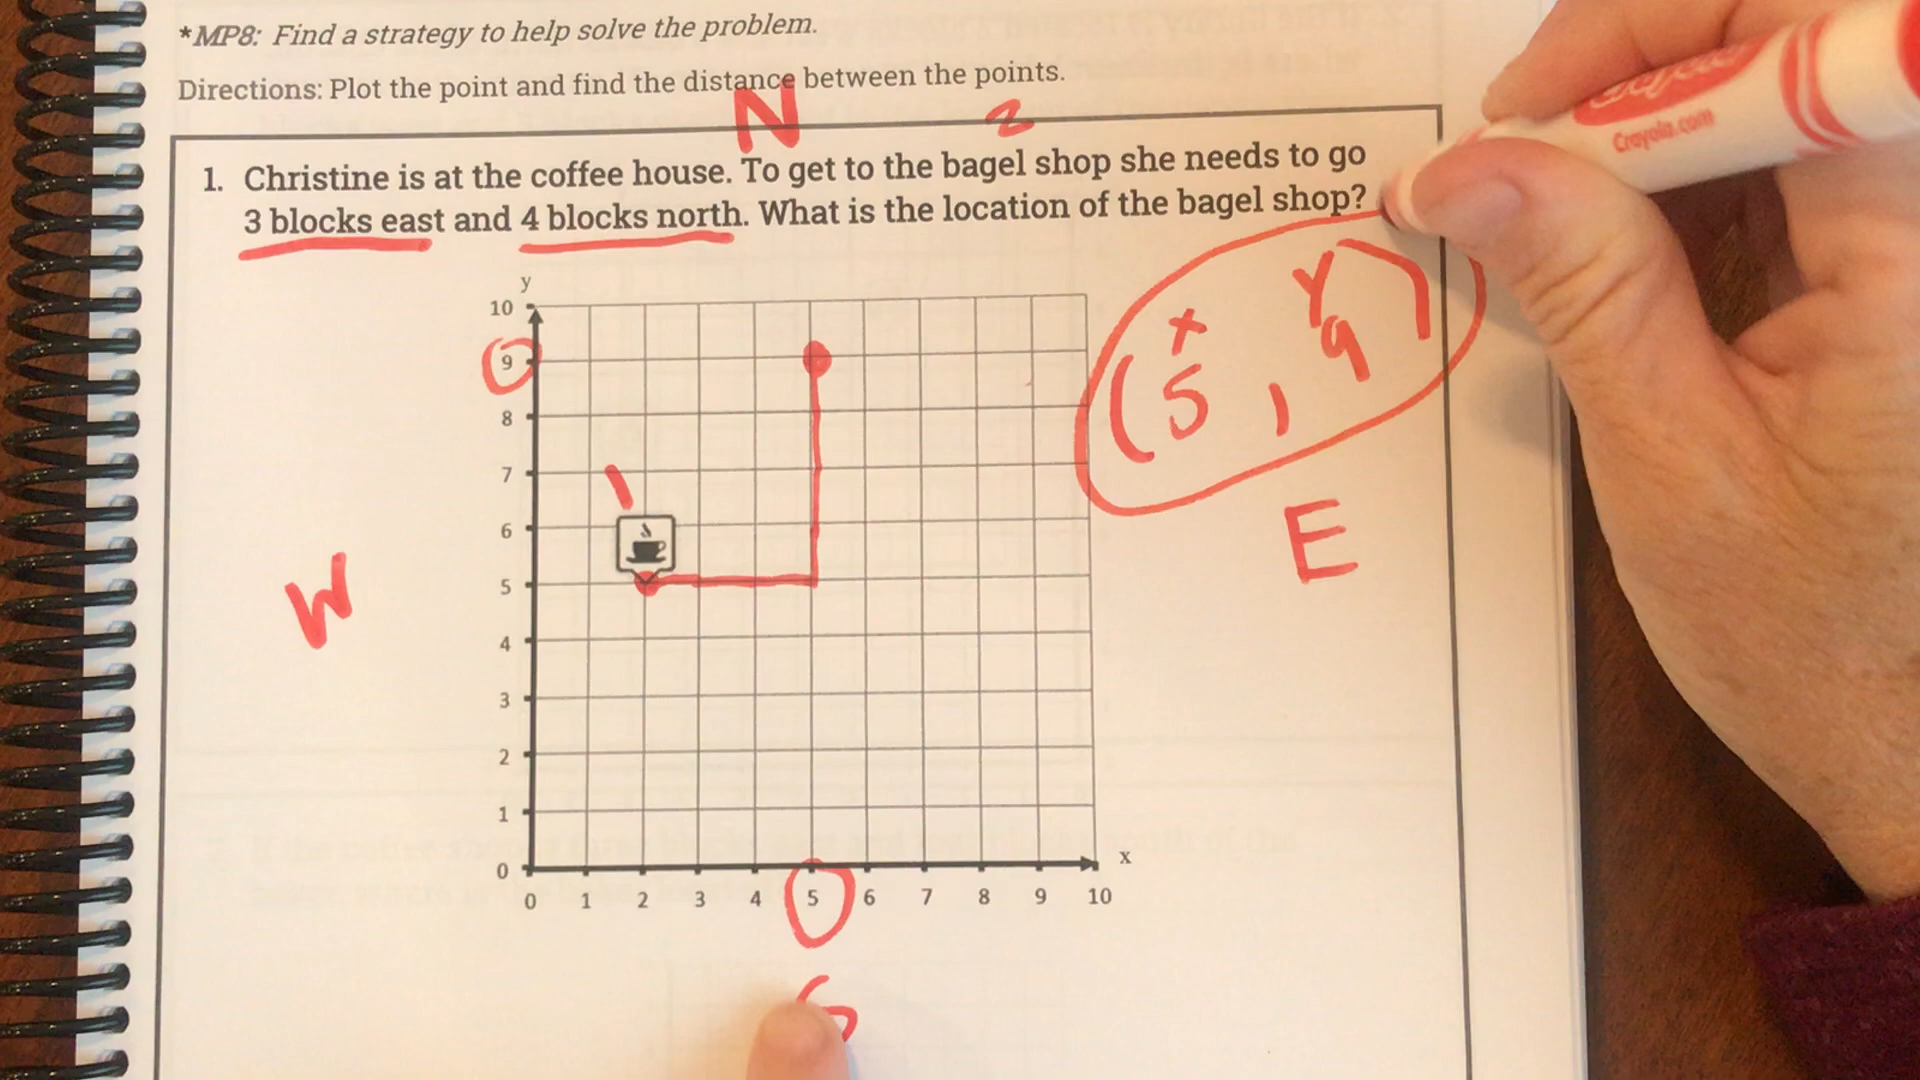 *MP8: Find a strategy to help solve the problem.
Directions: Plot the point and find the distance between the points.
N
2
1. Christine is at the coffee house. To get to the bagel shop she needs to go
3 blocks east and 4 blocks north. What is the location of the bagel shop?
Crayola.com
y
10
9
8
7
6
5
4
3
2
1
0
1
x y
(5, 9)
W
E
x
0 1 2 3 4 5 6 7 8 9 10
S